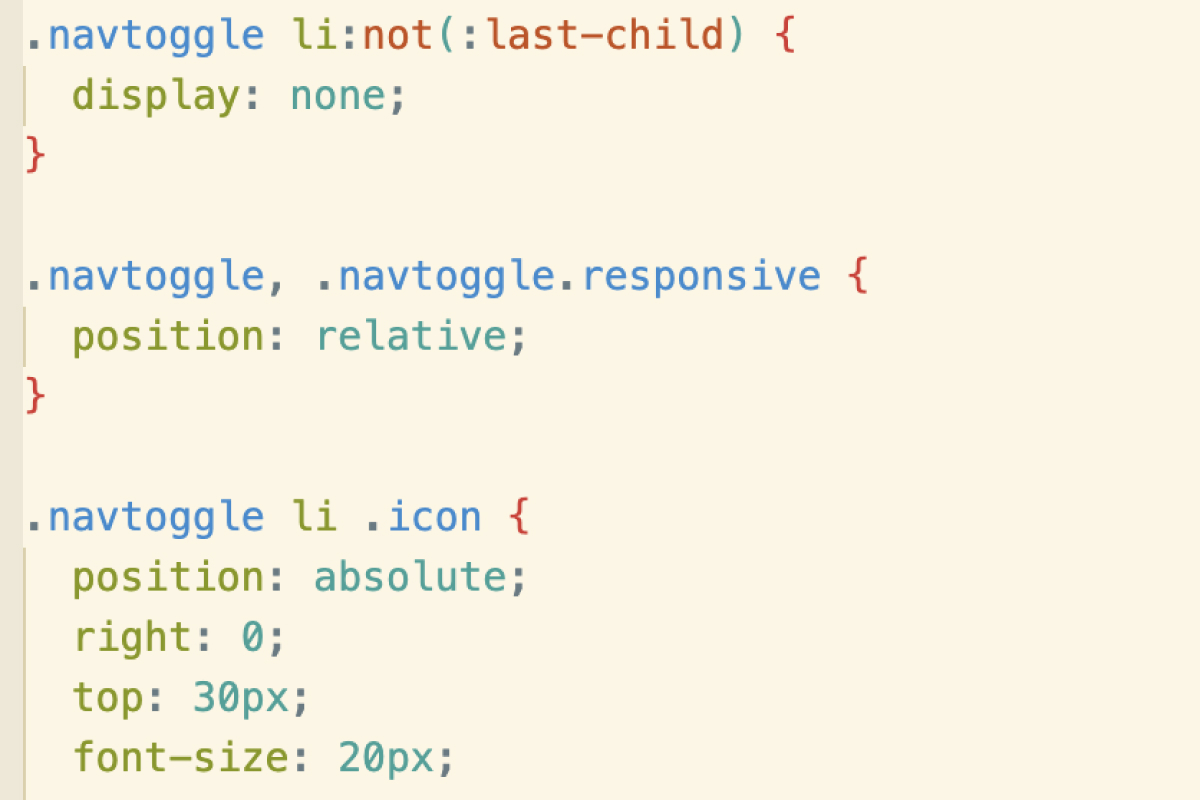 .navtoggle li:not(:last-child) {
  display: none;
}

.navtoggle, .navtoggle.responsive {
  position: relative;
}

.navtoggle li .icon {
  position: absolute;
  right: 0;
  top: 30px;
  font-size: 20px;